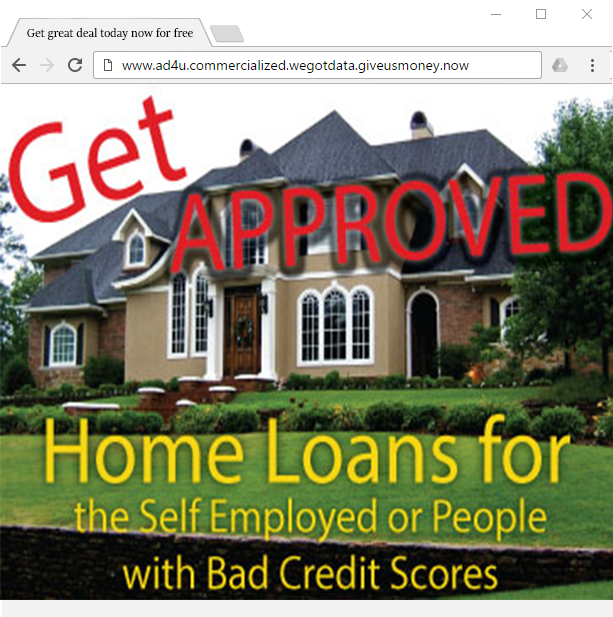 Get great deal today now for free
www.ad4u.commercialized.wegotdata.giveusmoney.now
Get
APPROVED
Home Loans for
the Self Employed or People
with Bad Credit Scores